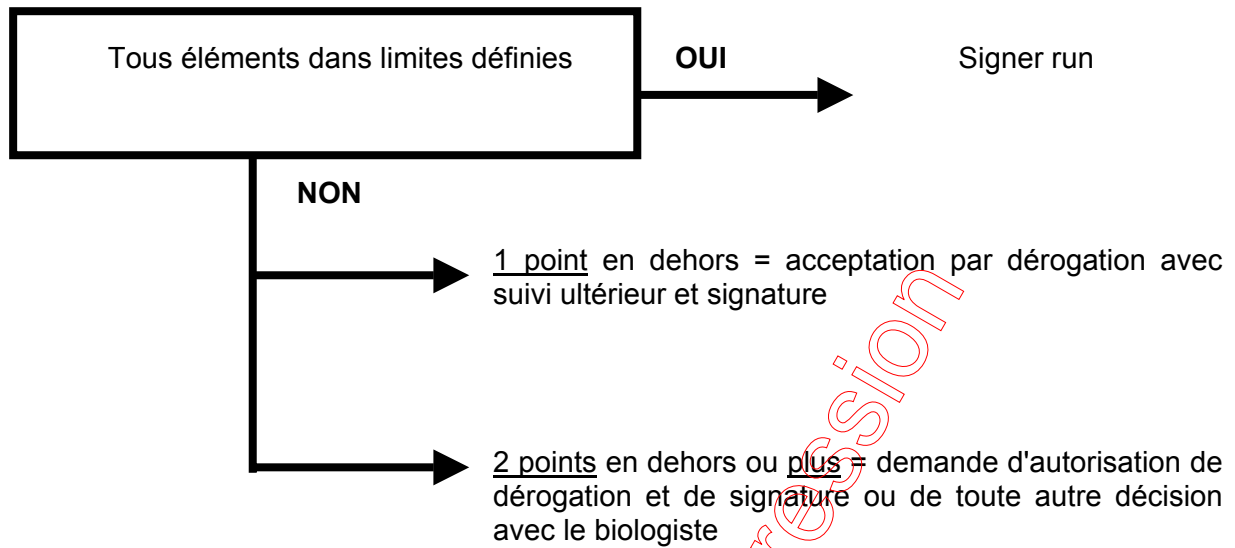 Tous éléments dans limites définies
OUI
Signer run
NON
1 point en dehors = acceptation par dérogation avec
suivi ultérieur et signature
2 points en dehors ou plus = demande d'autorisation de
dérogation et de signature ou de toute autre décision
avec le biologiste
ression